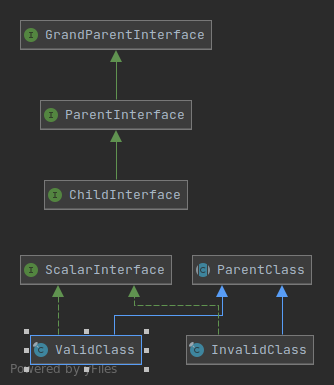 GrandParentInterface
ParentInterface
ChildInterface
ScalarInterface
ParentClass
ValidClass
InvalidClass
Powered by yFiles